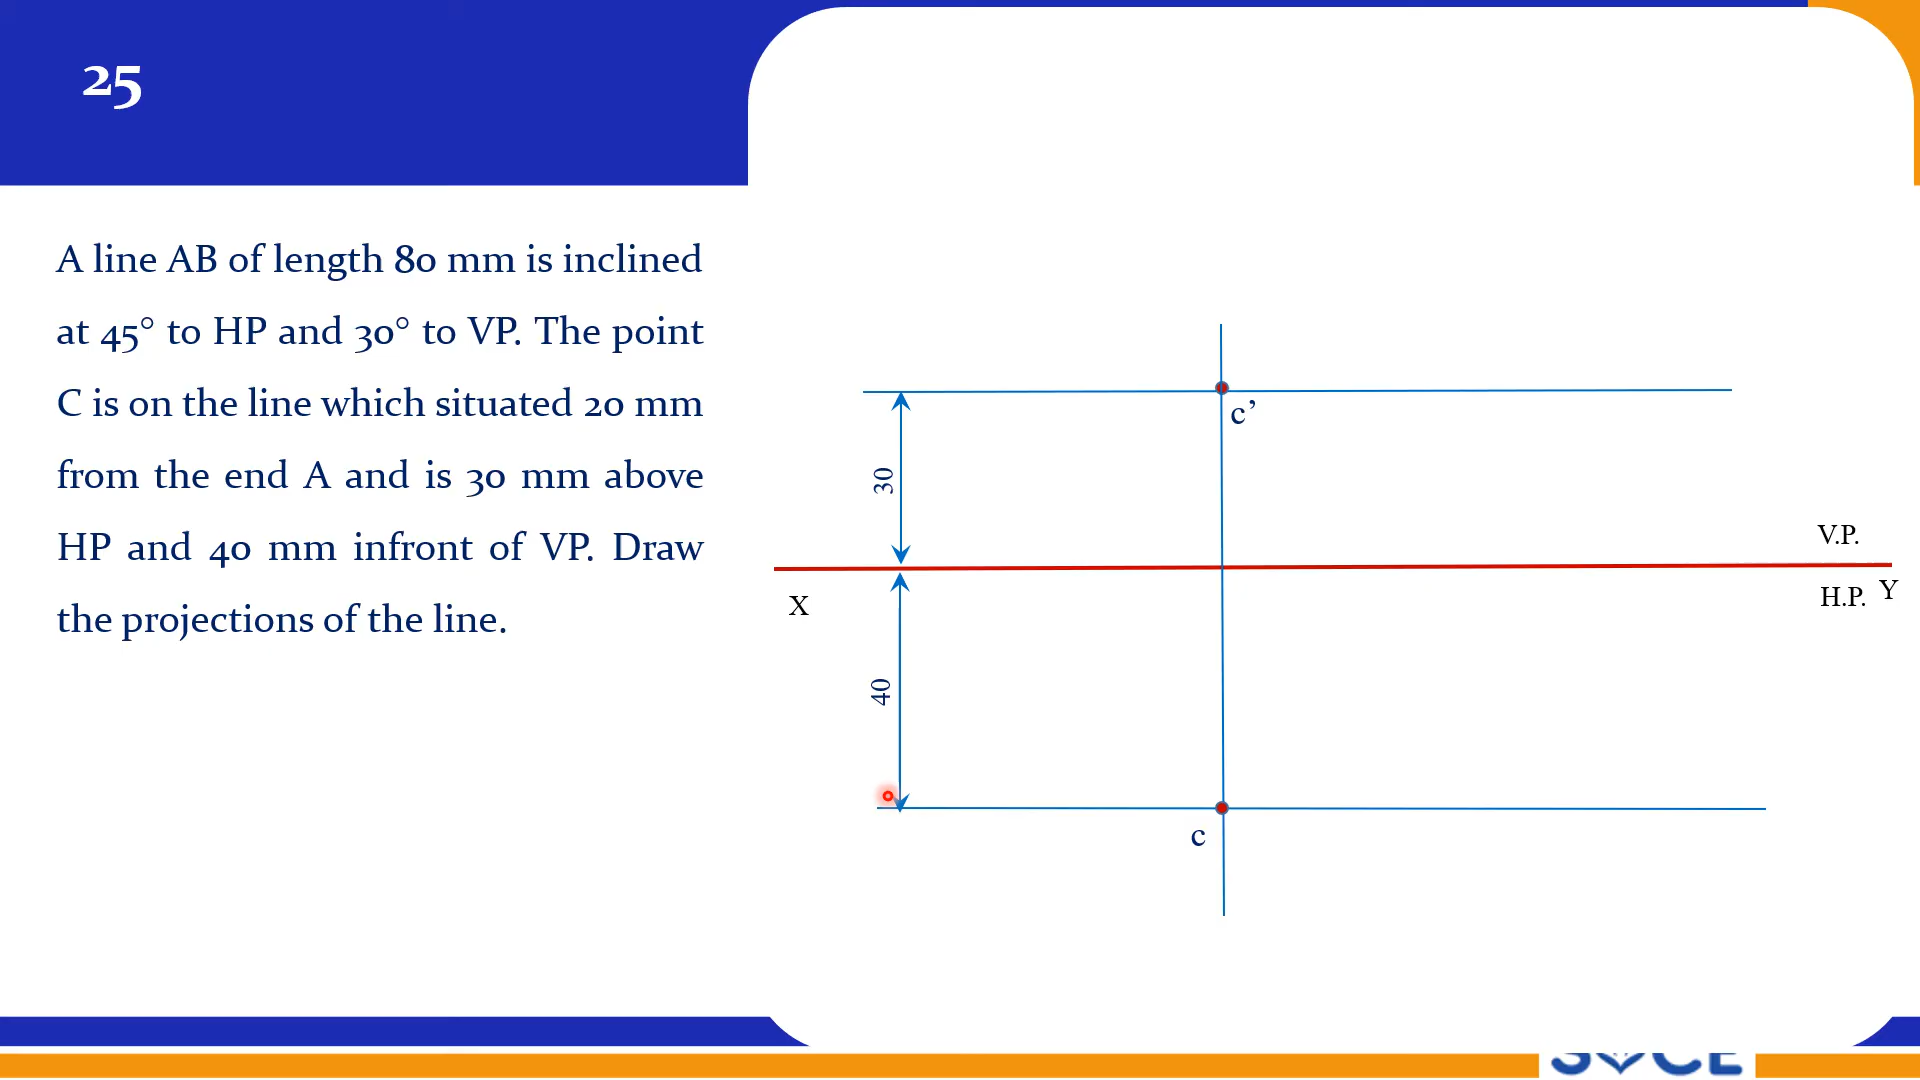 25
A line AB of length 80 mm is inclined
at 45° to HP and 30° to VP. The point
C is on the line which situated 20 mm
from the end A and is 30 mm above
HP and 40 mm infront of VP. Draw
the projections of the line.
c’
30
V.P.
X
H.P. Y
40
c